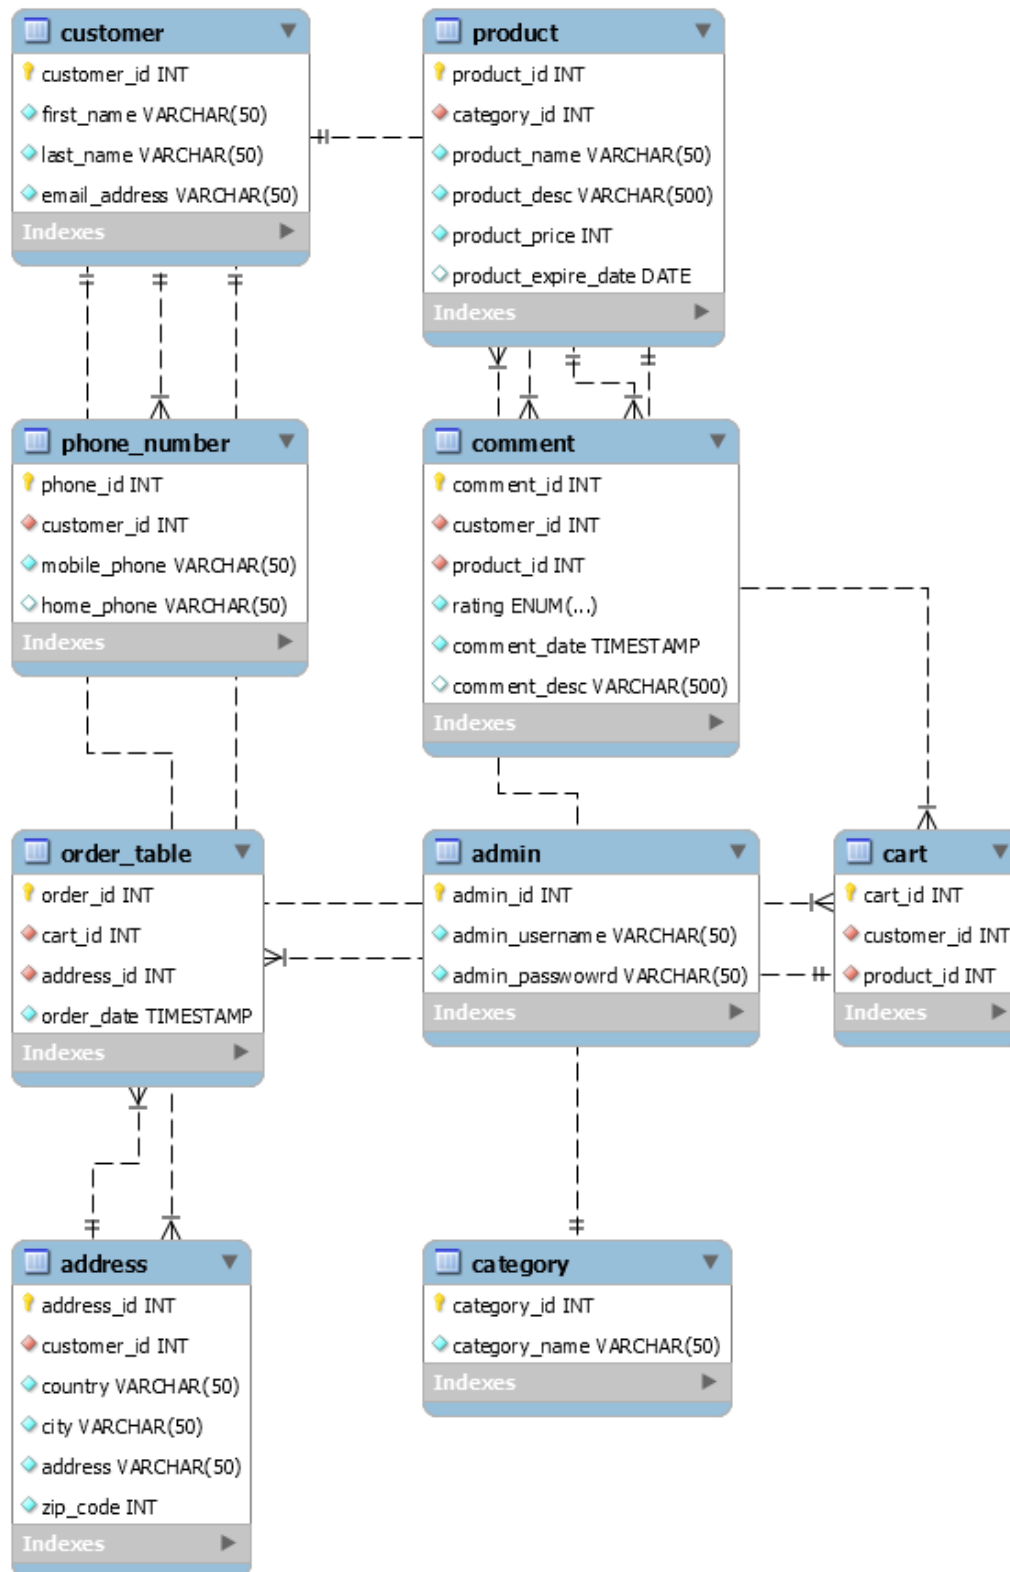 customer
customer_id INT
first_name VARCHAR(50)
last_name VARCHAR(50)
email_address VARCHAR(50)
Indexes
product
product_id INT
category_id INT
product_name VARCHAR(50)
product_desc VARCHAR(500)
product_price INT
product_expire_date DATE
Indexes
phone_number
phone_id INT
customer_id INT
mobile_phone VARCHAR(50)
home_phone VARCHAR(50)
Indexes
comment
comment_id INT
customer_id INT
product_id INT
rating ENUM(...)
comment_date TIMESTAMP
comment_desc VARCHAR(500)
Indexes
order_table
order_id INT
cart_id INT
address_id INT
order_date TIMESTAMP
Indexes
admin
admin_id INT
admin_username VARCHAR(50)
admin_passwowrd VARCHAR(50)
Indexes
cart
cart_id INT
customer_id INT
product_id INT
Indexes
address
address_id INT
customer_id INT
country VARCHAR(50)
city VARCHAR(50)
address VARCHAR(50)
zip_code INT
Indexes
category
category_id INT
category_name VARCHAR(50)
Indexes